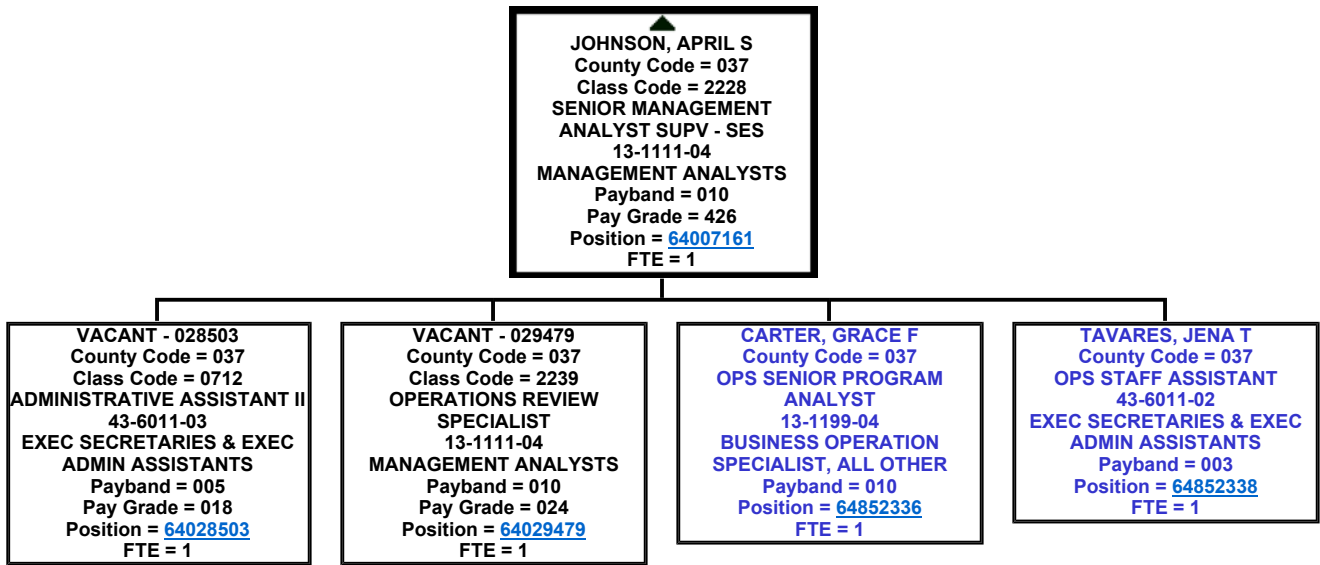 JOHNSON, APRIL S
County Code = 037
Class Code = 2228
SENIOR MANAGEMENT
ANALYST SUPV - SES
13-1111-04
MANAGEMENT ANALYSTS
Payband = 010
Pay Grade = 426
Position = 64007161
FTE = 1
VACANT - 028503
County Code = 037
Class Code = 0712
ADMINISTRATIVE ASSISTANT II
43-6011-03
EXEC SECRETARIES & EXEC
ADMIN ASSISTANTS
Payband = 005
Pay Grade = 018
Position = 64028503
FTE = 1
VACANT - 029479
County Code = 037
Class Code = 2239
OPERATIONS REVIEW
SPECIALIST
13-1111-04
MANAGEMENT ANALYSTS
Payband = 010
Pay Grade = 024
Position = 64029479
FTE = 1
CARTER, GRACE F
County Code = 037
OPS SENIOR PROGRAM
ANALYST
13-1199-04
BUSINESS OPERATION
SPECIALIST, ALL OTHER
Payband = 010
Position = 64852336
FTE = 1
TAVARES, JENA T
County Code = 037
OPS STAFF ASSISTANT
43-6011-02
EXEC SECRETARIES & EXEC
ADMIN ASSISTANTS
Payband = 003
Position = 64852338
FTE = 1